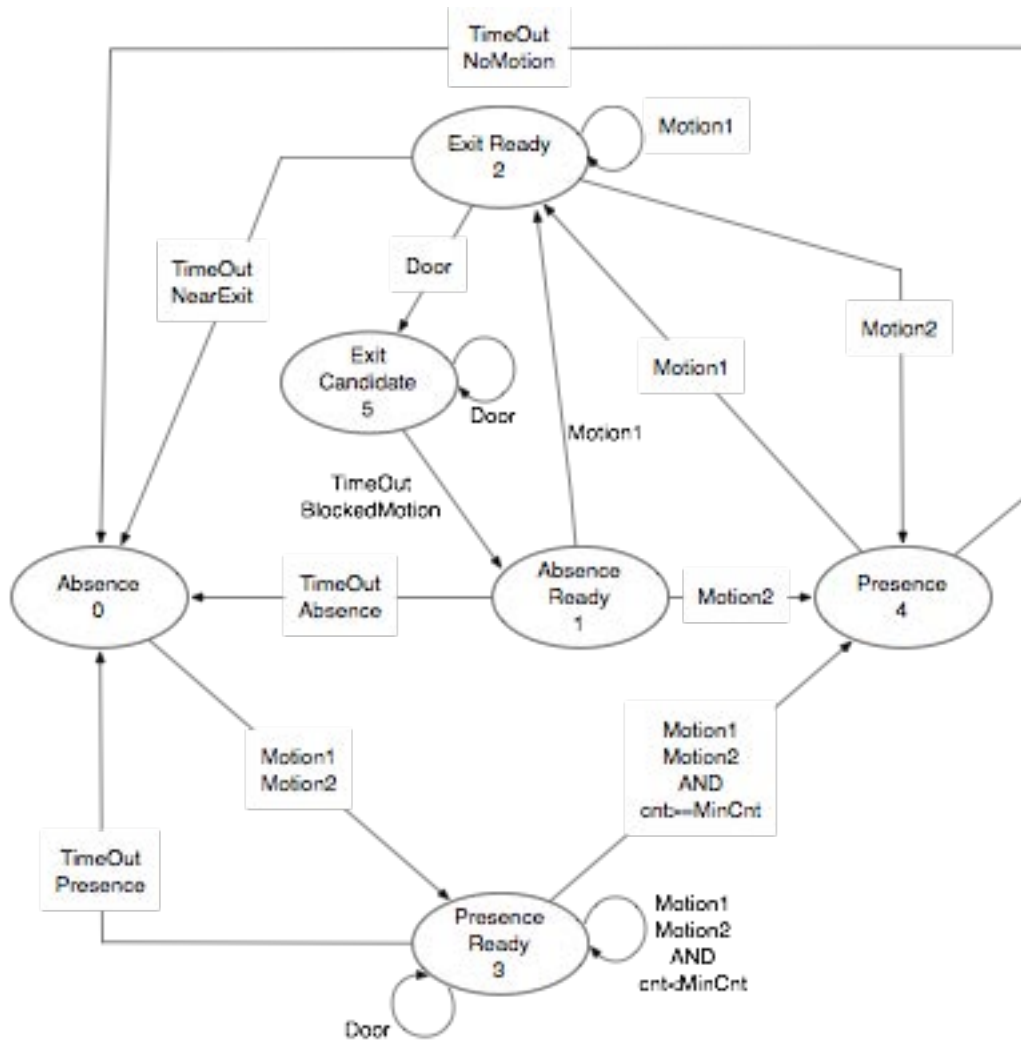 TimeOut
NoMotion
Exit Ready
2
Motion1
TimeOut
NearExit
Door
Motion2
Exit
Candidate
5
Door
Motion1
Motion1
TimeOut
BlockedMotion
Absence
0
TimeOut
Absence
Absence
Ready
1
Motion2
Presence
4
Motion1
Motion2
AND
cnt>=MinCnt
Motion1
Motion2
TimeOut
Presence
Presence
Ready
3
Motion1
Motion2
AND
cnt<MinCnt
Door